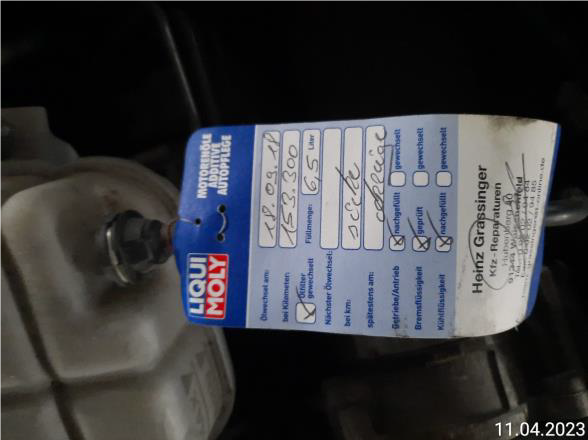 MOTORENÖLE
ADDITIVE
AUTOPFLEGE
LIQUI
MOLY
Ölwechsel am: 18.09.18
bei Kilometer: 153.300
Ölfilter gewechselt Füllmenge: 6,5 Liter
Nächster Ölwechsel:
bei km: siehe
spätestens am: Anzeige
Getriebe/Antrieb nachgefüllt gewechselt
Bremsflüssigkeit geprüft gewechselt
Kühlflüssigkeit nachgefüllt gewechselt
Heinz Grassinger
Kfz-Reparaturen
11.04.2023